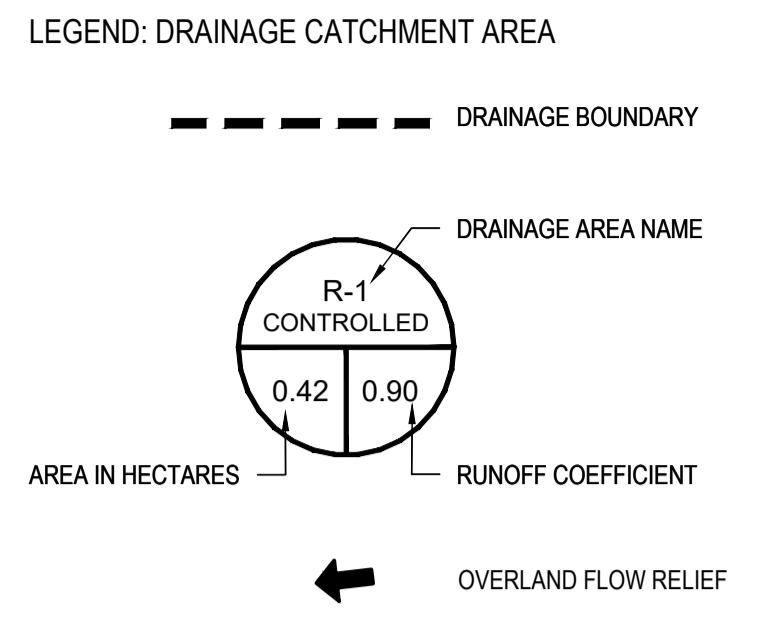 LEGEND: DRAINAGE CATCHMENT AREA
DRAINAGE BOUNDARY
DRAINAGE AREA NAME
R-1
CONTROLLED
0.42 0.90
AREA IN HECTARES
RUNOFF COEFFICIENT
OVERLAND FLOW RELIEF